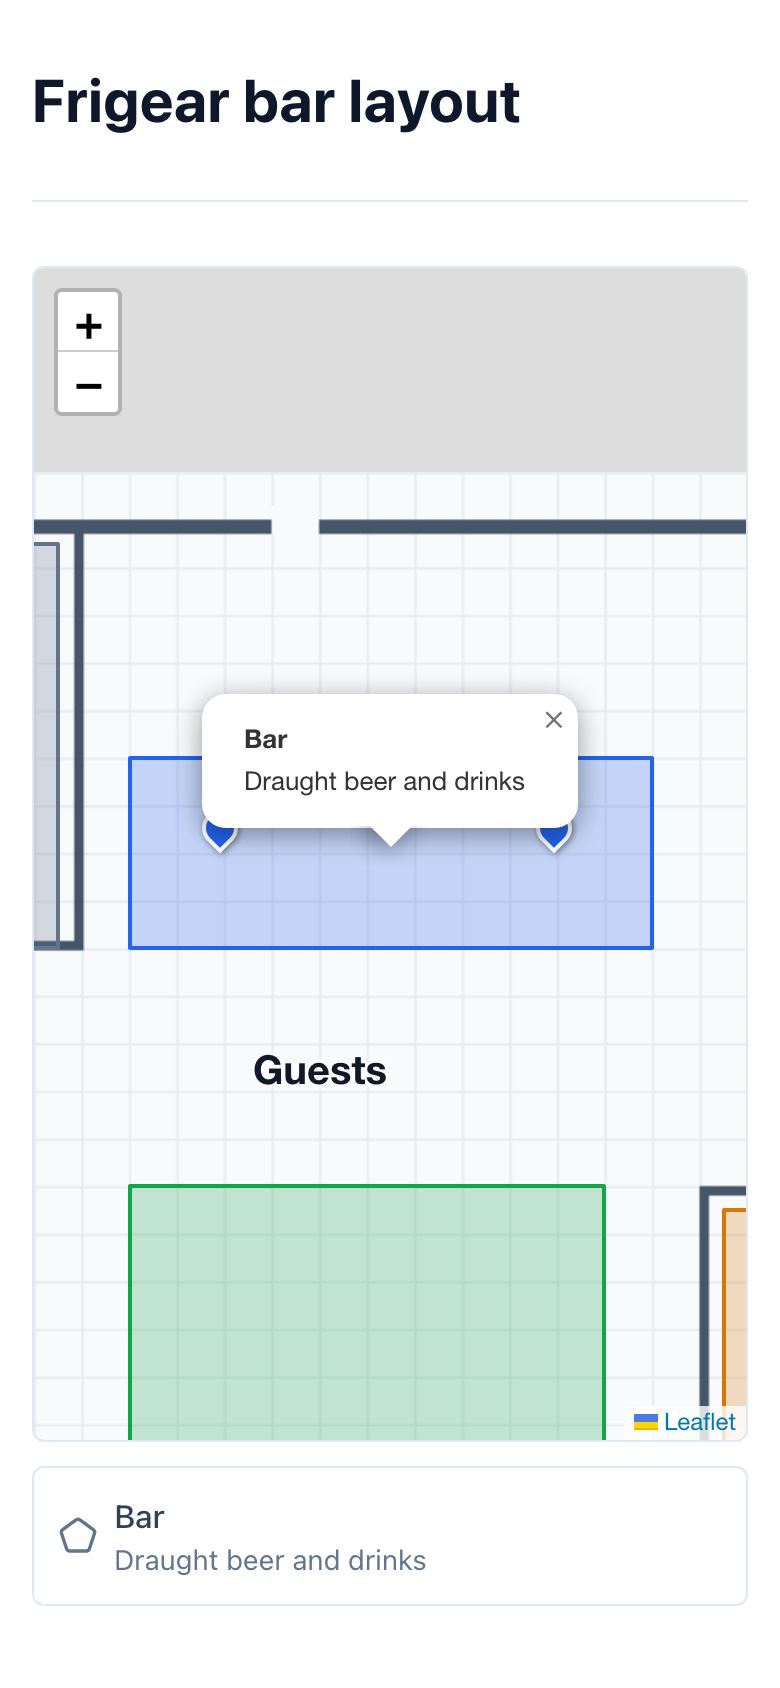 Frigear bar layout
+
−
Bar
×
Draught beer and drinks
Guests
Leaflet
Bar
Draught beer and drinks